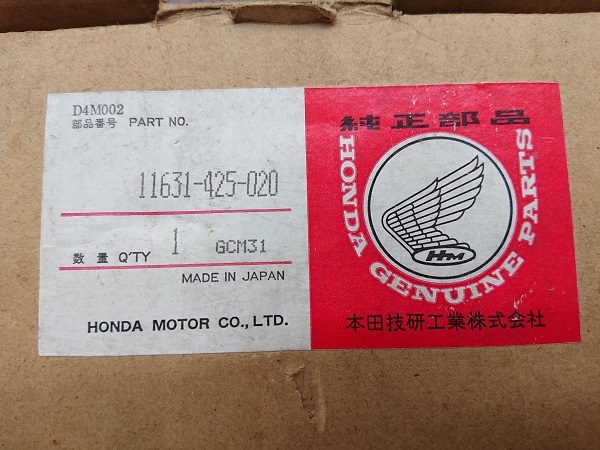 D4M002
部品番号 PART NO.
11631-425-020
数量 Q'TY 1 GCM31
MADE IN JAPAN
HONDA MOTOR CO., LTD.
純正部品
HONDA GENUINE PARTS
HM
本田技研工業株式会社